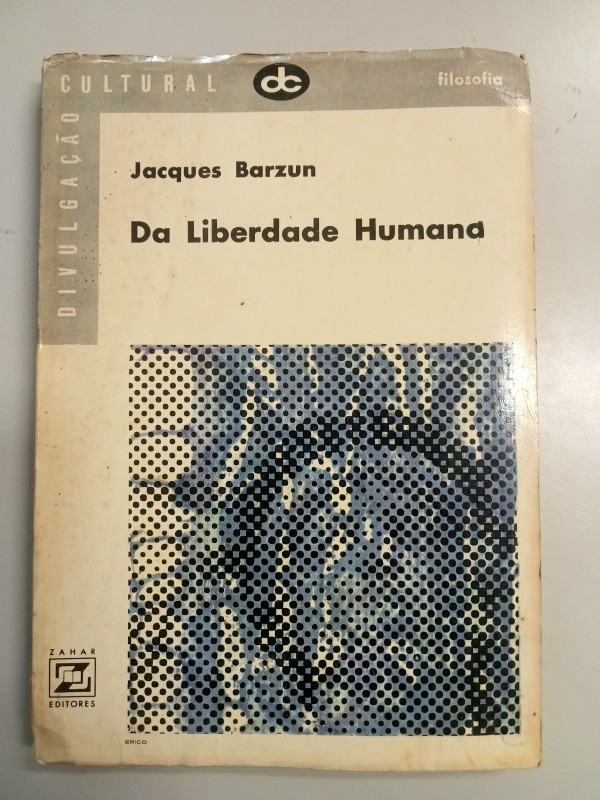 DIVULGAÇÃO
CULTURAL dc filosofia
Jacques Barzun
Da Liberdade Humana
ZAHAR
EDITORES
ERICO